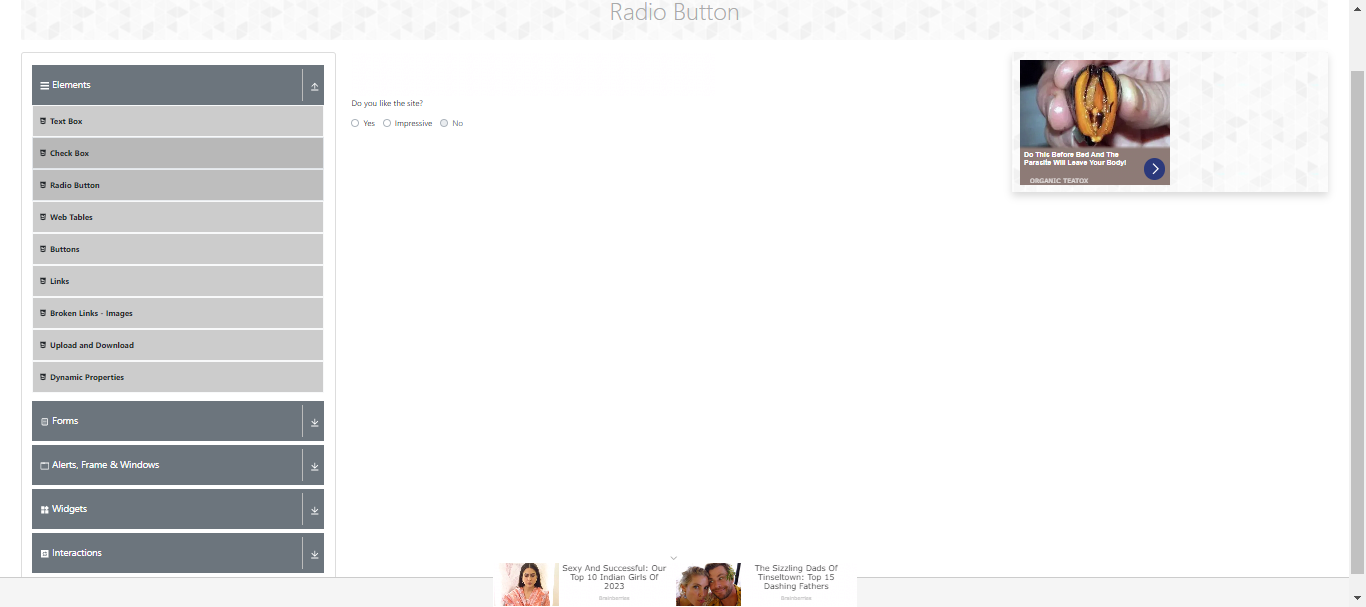 Radio Button
Elements
Text Box
Check Box
Radio Button
Web Tables
Buttons
Links
Broken Links - Images
Upload and Download
Dynamic Properties
Forms
Alerts, Frame & Windows
Widgets
Interactions
Do you like the site?
Yes Impressive No
Do This Before Bed And The
Parasite Will Leave Your Body!
ORGANIC TEATOX
Sexy And Successful: Our
Top 10 Indian Girls Of
2023
Brainberries
The Sizzling Dads Of
Tinseltown: Top 15
Dashing Fathers
Brainberries